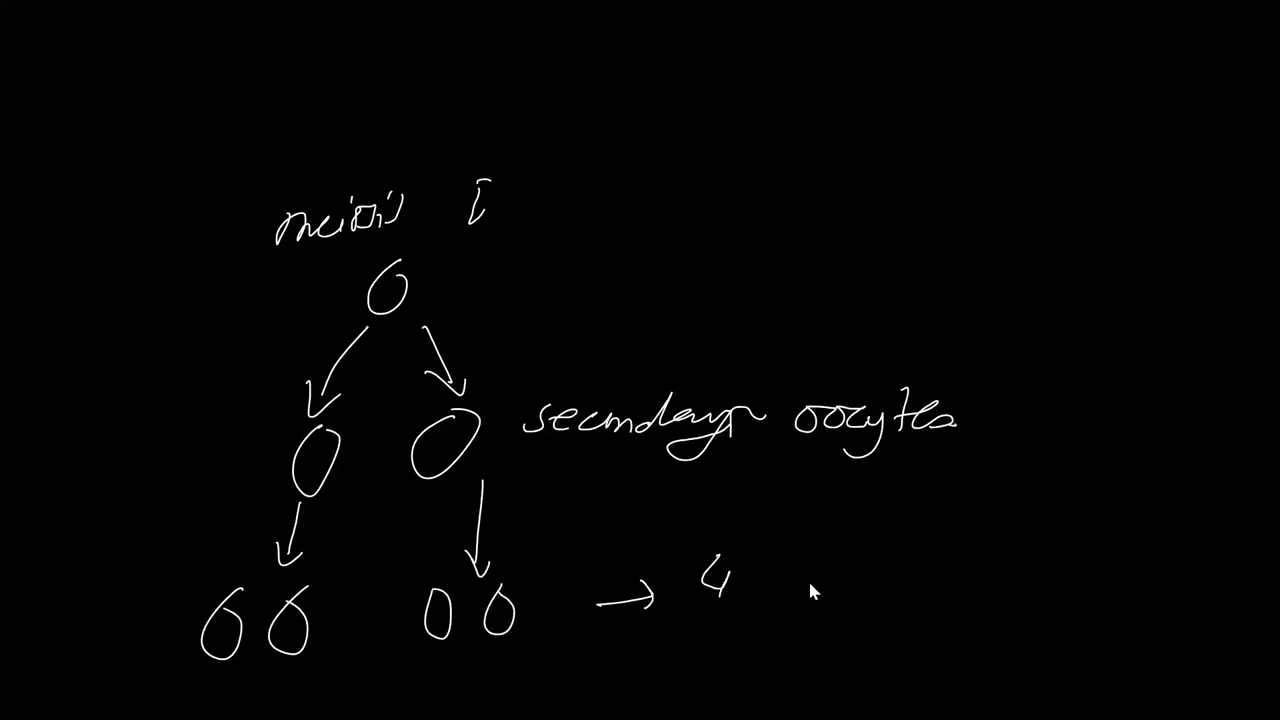 meiosis I
secondary oocytes
→ 4